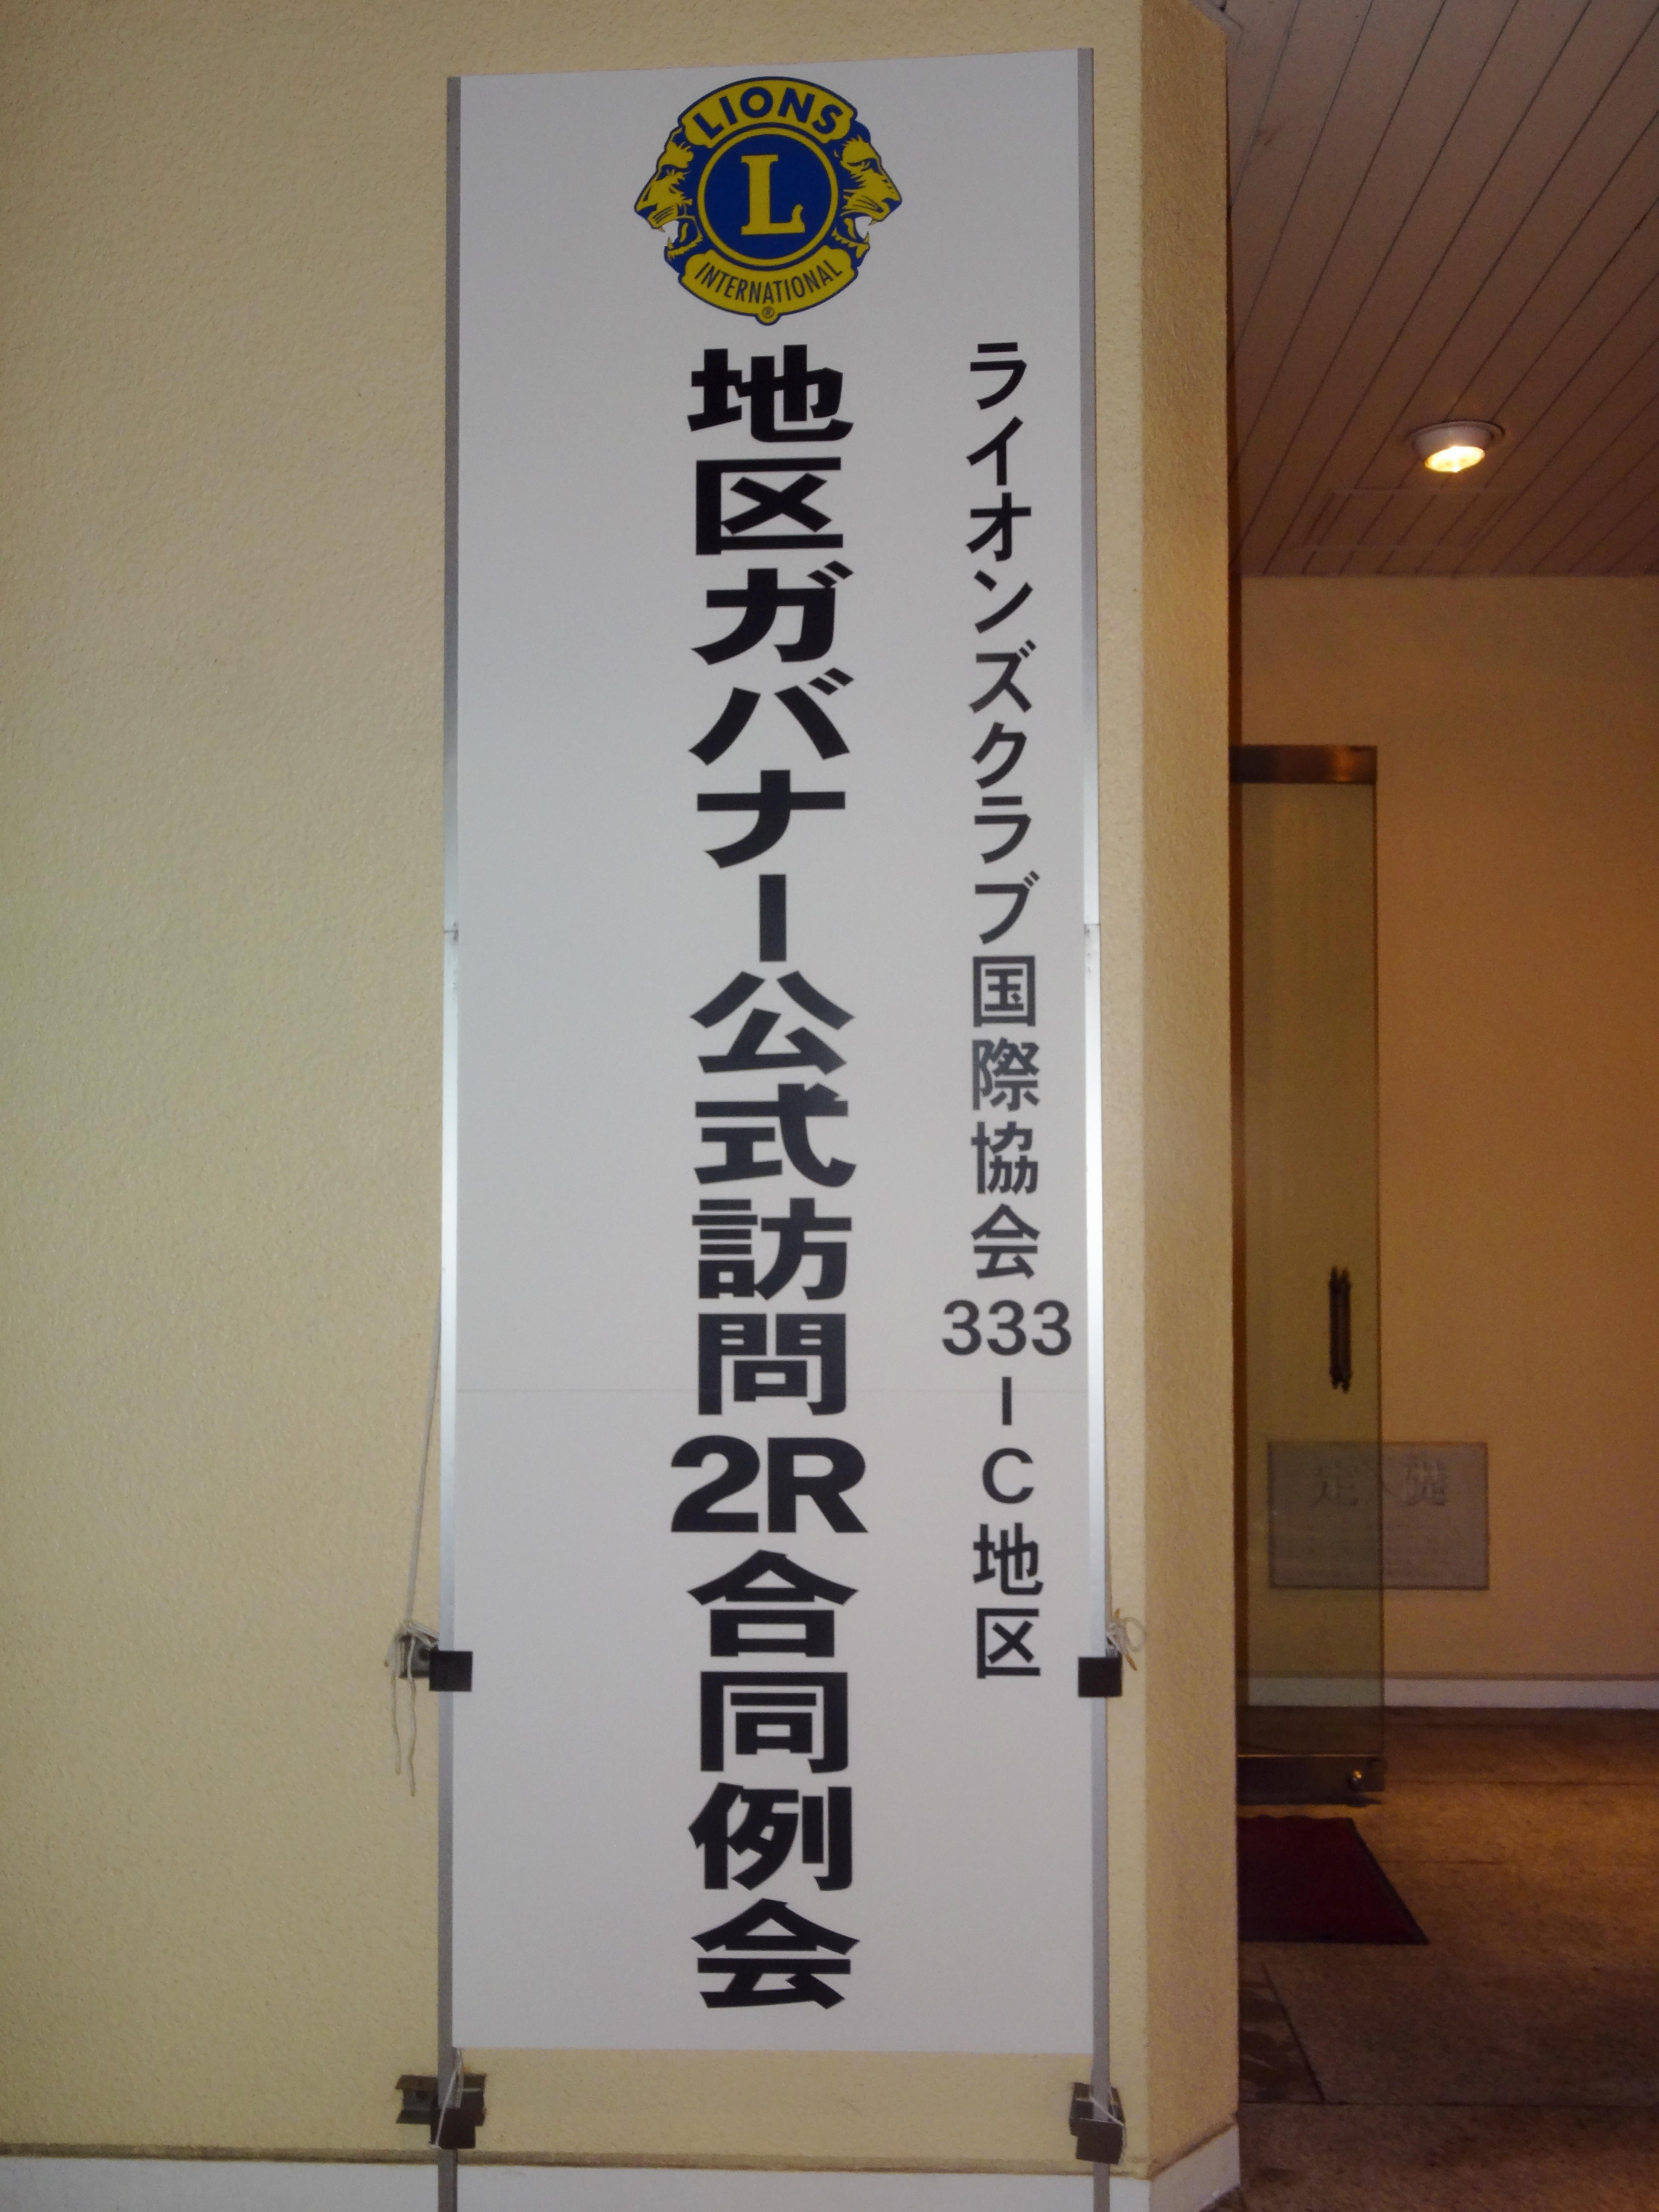 LIONS
L
INTERNATIONAL
®
ライオンズクラブ国際協会333-C地区
地区ガバナー公式訪問2R合同例会